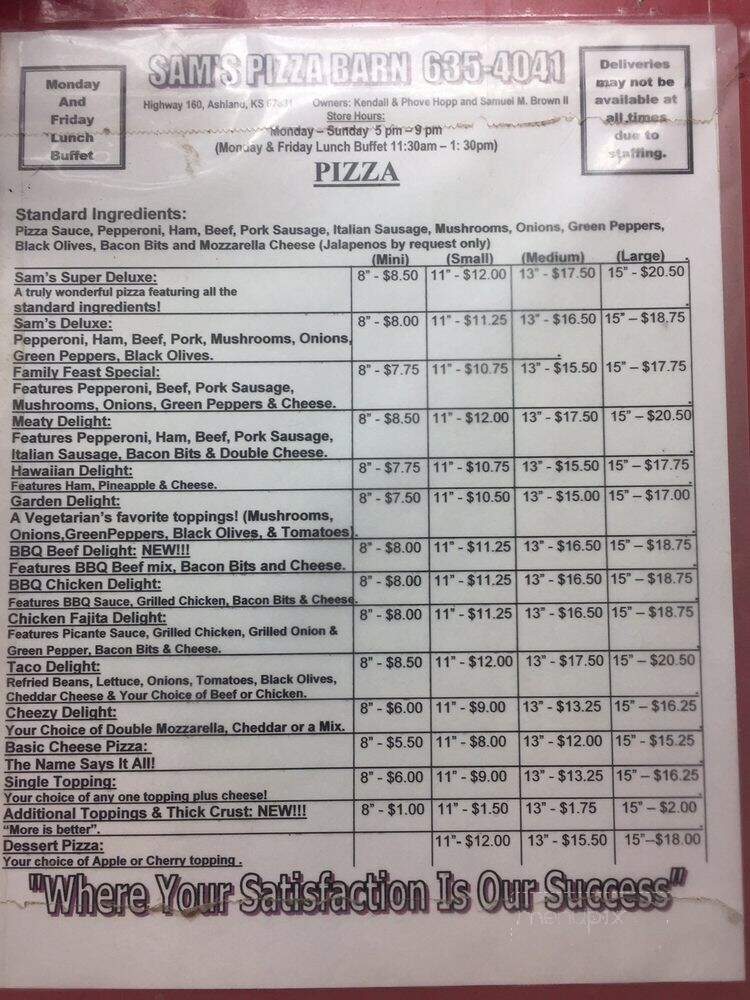 Monday
And
Friday
"Lunch
Buffet
SAM'S PIZZA BARN 635-4041
Highway 160, Ashland, KS Owners: Kendall & Phove Hopp and Samuel M. Brown II
Store Hours:
Monday – Sunday 5 pm – 9 pm
(Monday & Friday Lunch Buffet 11:30am – 1: 30pm)
Deliveries
may not be
available at
all times
due to
staffing.
PIZZA
Standard Ingredients:
Pizza Sauce, Pepperoni, Ham, Beef, Pork Sausage, Italian Sausage, Mushrooms, Onions, Green Peppers,
Black Olives, Bacon Bits and Mozzarella Cheese (Jalapenos by request only)
(Mini) (Small) (Medium) (Large)
Sam's Super Deluxe: 8" - $8.50 11" - $12.00 13" - $17.50 15" - $20.50
A truly wonderful pizza featuring all the
standard ingredients!
Sam's Deluxe: 8" - $8.00 11" - $11.25 13" - $16.50 15" – $18.75
Pepperoni, Ham, Beef, Pork, Mushrooms, Onions,
Green Peppers, Black Olives.
Family Feast Special: 8" - $7.75 11" - $10.75 13" - $15.50 15" – $17.75
Features Pepperoni, Beef, Pork Sausage,
Mushrooms, Onions, Green Peppers & Cheese.
Meaty Delight: 8" - $8.50 11" - $12.00 13" - $17.50 15" – $20.50
Features Pepperoni, Ham, Beef, Pork Sausage,
Italian Sausage, Bacon Bits & Double Cheese.
Hawaiian Delight: 8" - $7.75 11" - $10.75 13" - $15.50 15" – $17.75
Features Ham, Pineapple & Cheese.
Garden Delight: 8" - $7.50 11" - $10.50 13" - $15.00 15" – $17.00
A Vegetarian's favorite toppings! (Mushrooms,
Onions,GreenPeppers, Black Olives, & Tomatoes).
BBQ Beef Delight: NEW!!! 8" - $8.00 11" - $11.25 13" - $16.50 15" – $18.75
Features BBQ Beef mix, Bacon Bits and Cheese.
BBQ Chicken Delight: 8" - $8.00 11" - $11.25 13" - $16.50 15" – $18.75
Features BBQ Sauce, Grilled Chicken, Bacon Bits & Cheese.
Chicken Fajita Delight: 8" - $8.00 11" - $11.25 13" - $16.50 15" – $18.75
Features Picante Sauce, Grilled Chicken, Grilled Onion &
Green Pepper, Bacon Bits & Cheese.
Taco Delight: 8" - $8.50 11" - $12.00 13" - $17.50 15" – $20.50
Refried Beans, Lettuce, Onions, Tomatoes, Black Olives,
Cheddar Cheese & Your Choice of Beef or Chicken.
Cheezy Delight: 8" - $6.00 11" - $9.00 13" - $13.25 15" – $16.25
Your Choice of Double Mozzarella, Cheddar or a Mix.
Basic Cheese Pizza: 8" - $5.50 11" - $8.00 13" - $12.00 15" - $15.25
The Name Says It All!
Single Topping: 8" - $6.00 11" - $9.00 13" - $13.25 15" – $16.25
Your choice of any one topping plus cheese!
Additional Toppings & Thick Crust: NEW!!! 8" - $1.00 11" - $1.50 13" - $1.75 15" – $2.00
"More is better".
Dessert Pizza: 11"- $12.00 13" - $15.50 15"–$18.00
Your choice of Apple or Cherry topping .
"Where Your Satisfaction Is Our Success"
menupix